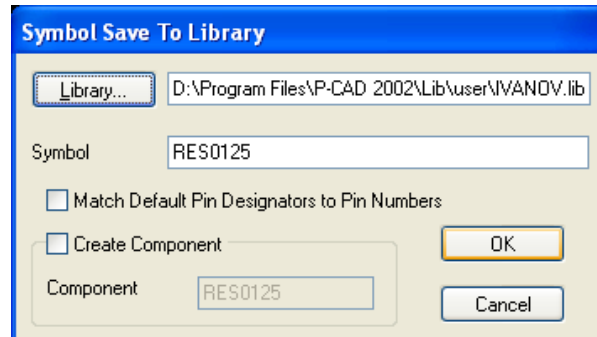 Symbol Save To Library
Library... D:\Program Files\P-CAD 2002\Lib\user\IVANOV.lib
Symbol RES0125
Match Default Pin Designators to Pin Numbers
Create Component
OK
Component RES0125
Cancel